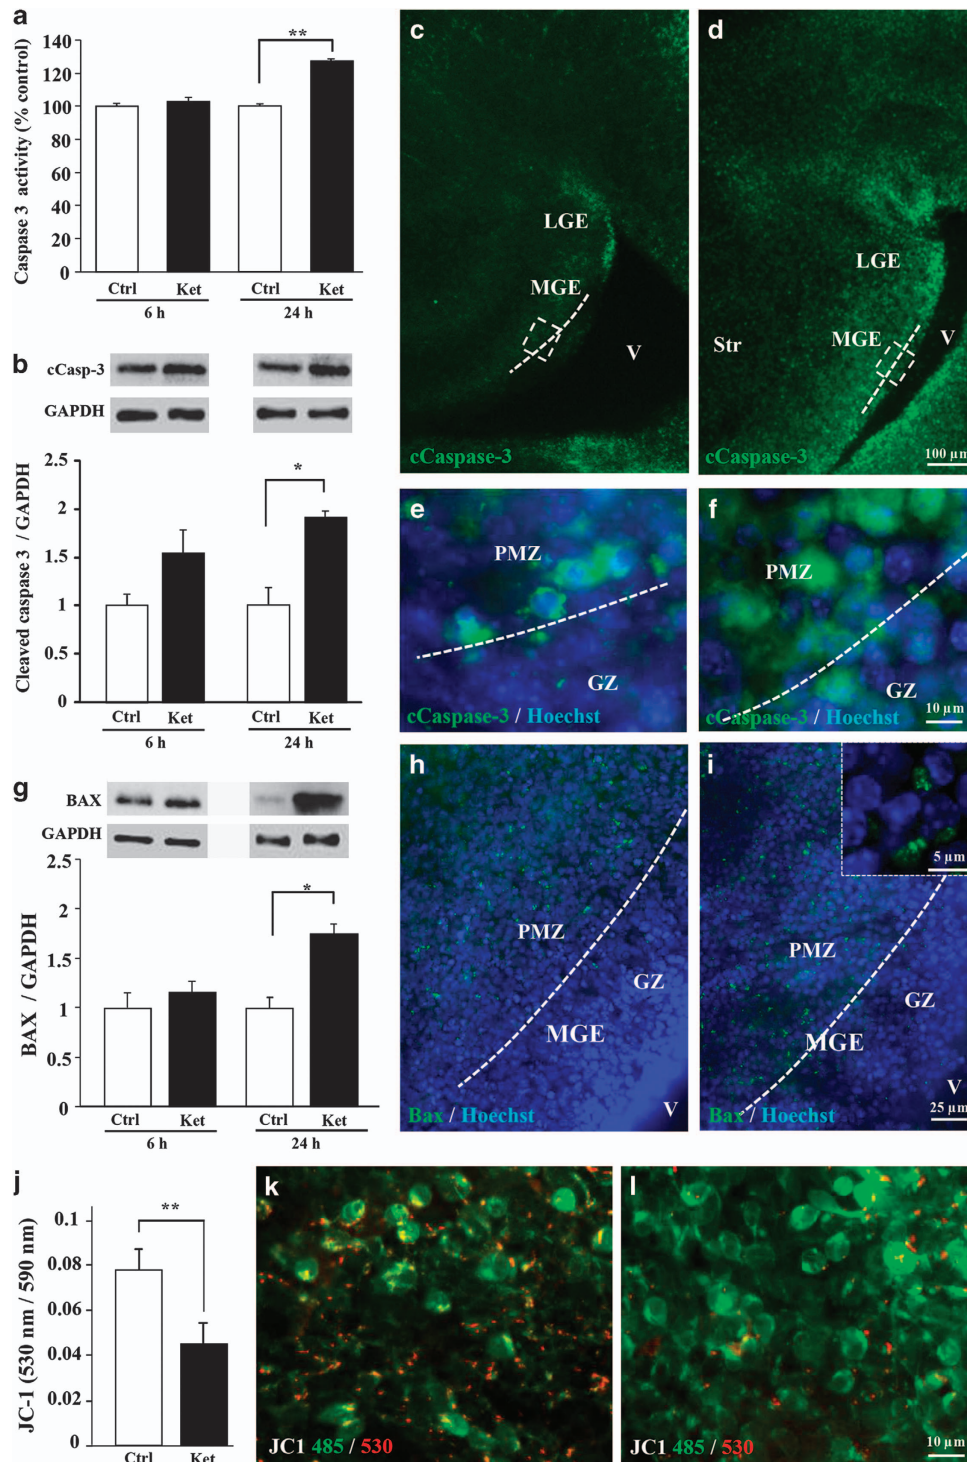 a
**
Caspase 3 activity (% control)
140
120
100
80
60
40
20
0
Ctrl Ket Ctrl Ket
6 h 24 h
b
cCasp-3
GAPDH
2.5
2
1.5
1
0.5
0
*
Cleaved caspase 3 / GAPDH
Ctrl Ket Ctrl Ket
6 h 24 h
c
LGE
MGE
V
cCaspase-3
d
LGE
MGE
Str
V
cCaspase-3
100 µm
e
PMZ
GZ
cCaspase-3 / Hoechst
f
PMZ
GZ
cCaspase-3 / Hoechst
10 µm
g
BAX
GAPDH
2.5
2
1.5
1
0.5
0
*
BAX / GAPDH
Ctrl Ket Ctrl Ket
6 h 24 h
h
PMZ
GZ
MGE
V
Bax / Hoechst
i
5 µm
PMZ
GZ
MGE
V
Bax / Hoechst
25 µm
j
**
JC-1 (530 nm / 590 nm)
0.1
0.08
0.06
0.04
0.02
0
Ctrl Ket
k
JC1 485 / 530
l
JC1 485 / 530
10 µm